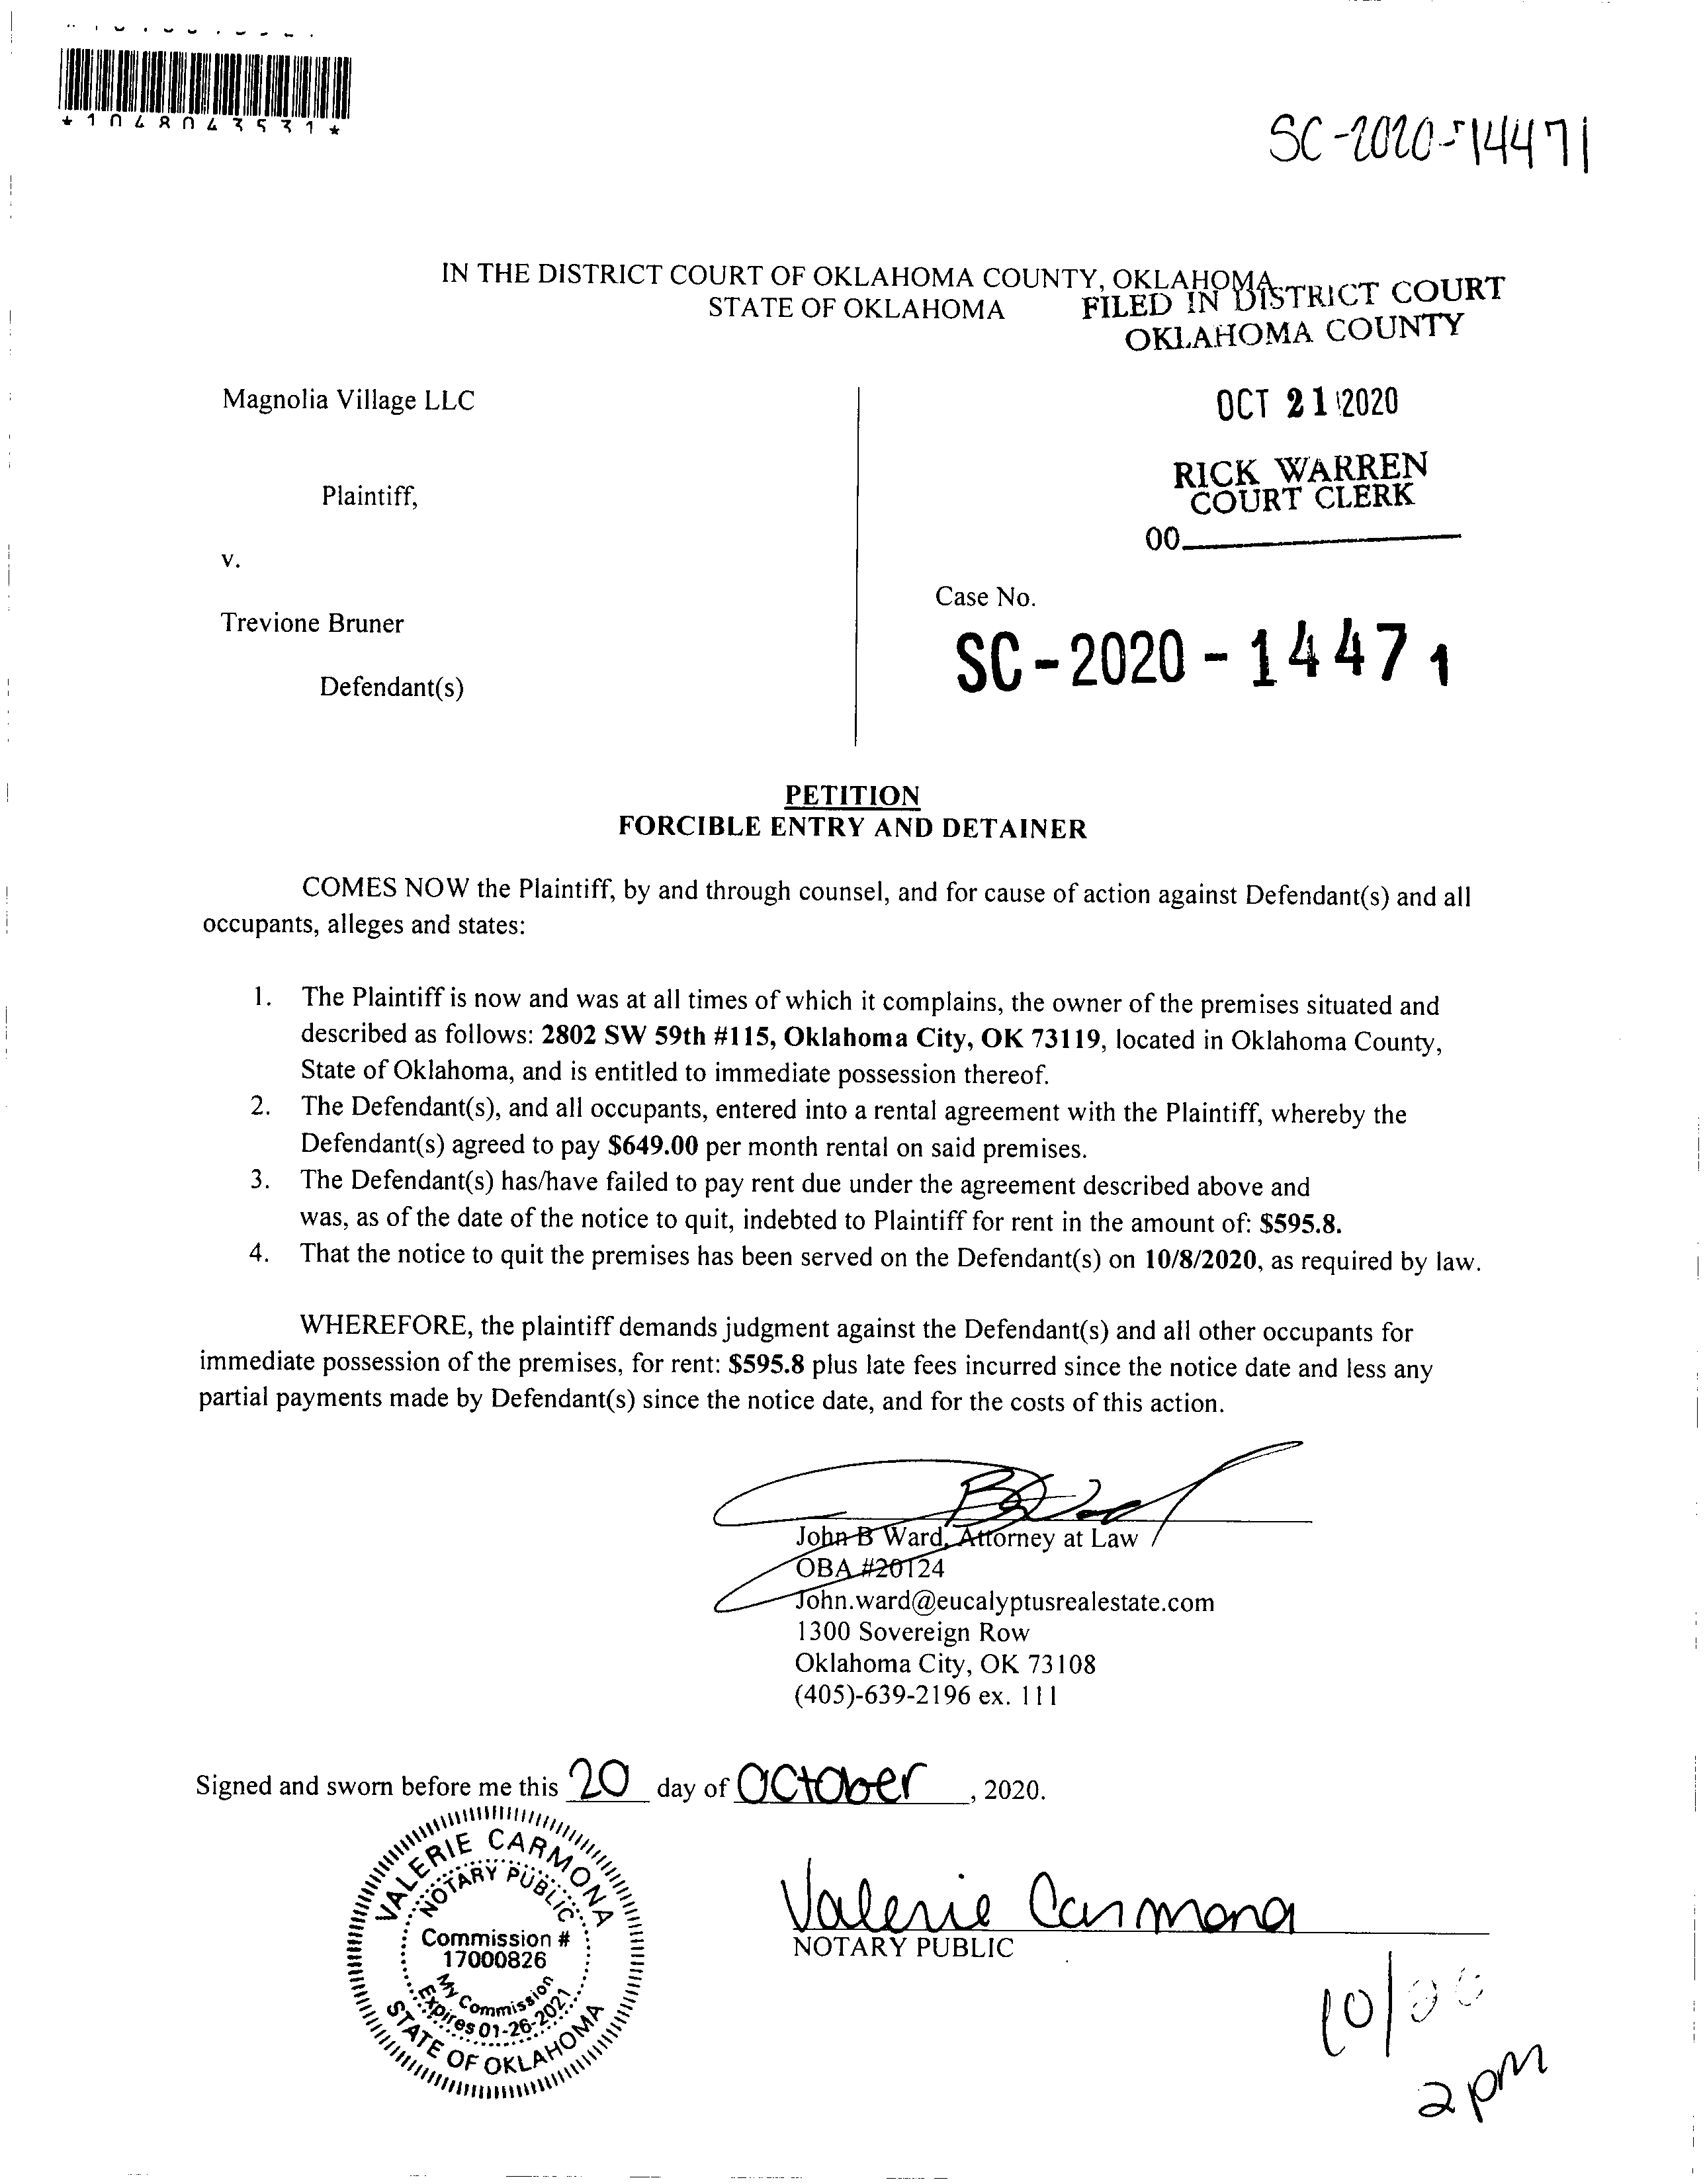 *1048043531*
SC-2020-14471
IN THE DISTRICT COURT OF OKLAHOMA COUNTY, OKLAHOMA
STATE OF OKLAHOMA
FILED IN DISTRICT COURT
OKLAHOMA COUNTY
Magnolia Village LLC
OCT 21 2020
RICK WARREN
COURT CLERK
Plaintiff,
00
v.
Case No.
Trevione Bruner
SC-2020-14471
Defendant(s)
PETITION
FORCIBLE ENTRY AND DETAINER
COMES NOW the Plaintiff, by and through counsel, and for cause of action against Defendant(s) and all
occupants, alleges and states:
1. The Plaintiff is now and was at all times of which it complains, the owner of the premises situated and
described as follows: 2802 SW 59th #115, Oklahoma City, OK 73119, located in Oklahoma County,
State of Oklahoma, and is entitled to immediate possession thereof.
2. The Defendant(s), and all occupants, entered into a rental agreement with the Plaintiff, whereby the
Defendant(s) agreed to pay $649.00 per month rental on said premises.
3. The Defendant(s) has/have failed to pay rent due under the agreement described above and
was, as of the date of the notice to quit, indebted to Plaintiff for rent in the amount of: $595.8.
4. That the notice to quit the premises has been served on the Defendant(s) on 10/8/2020, as required by law.
WHEREFORE, the plaintiff demands judgment against the Defendant(s) and all other occupants for
immediate possession of the premises, for rent: $595.8 plus late fees incurred since the notice date and less any
partial payments made by Defendant(s) since the notice date, and for the costs of this action.
John B Ward, Attorney at Law
OBA #20124
John.ward@eucalyptusrealestate.com
1300 Sovereign Row
Oklahoma City, OK 73108
(405)-639-2196 ex. 111
Signed and sworn before me this 20 day of October, 2020.
VALERIE CARMONA
NOTARY PUBLIC
Commission #
17000826
My Commission
Expires 01-26-2021
STATE OF OKLAHOMA
Valerie Carmona
NOTARY PUBLIC
2 pm